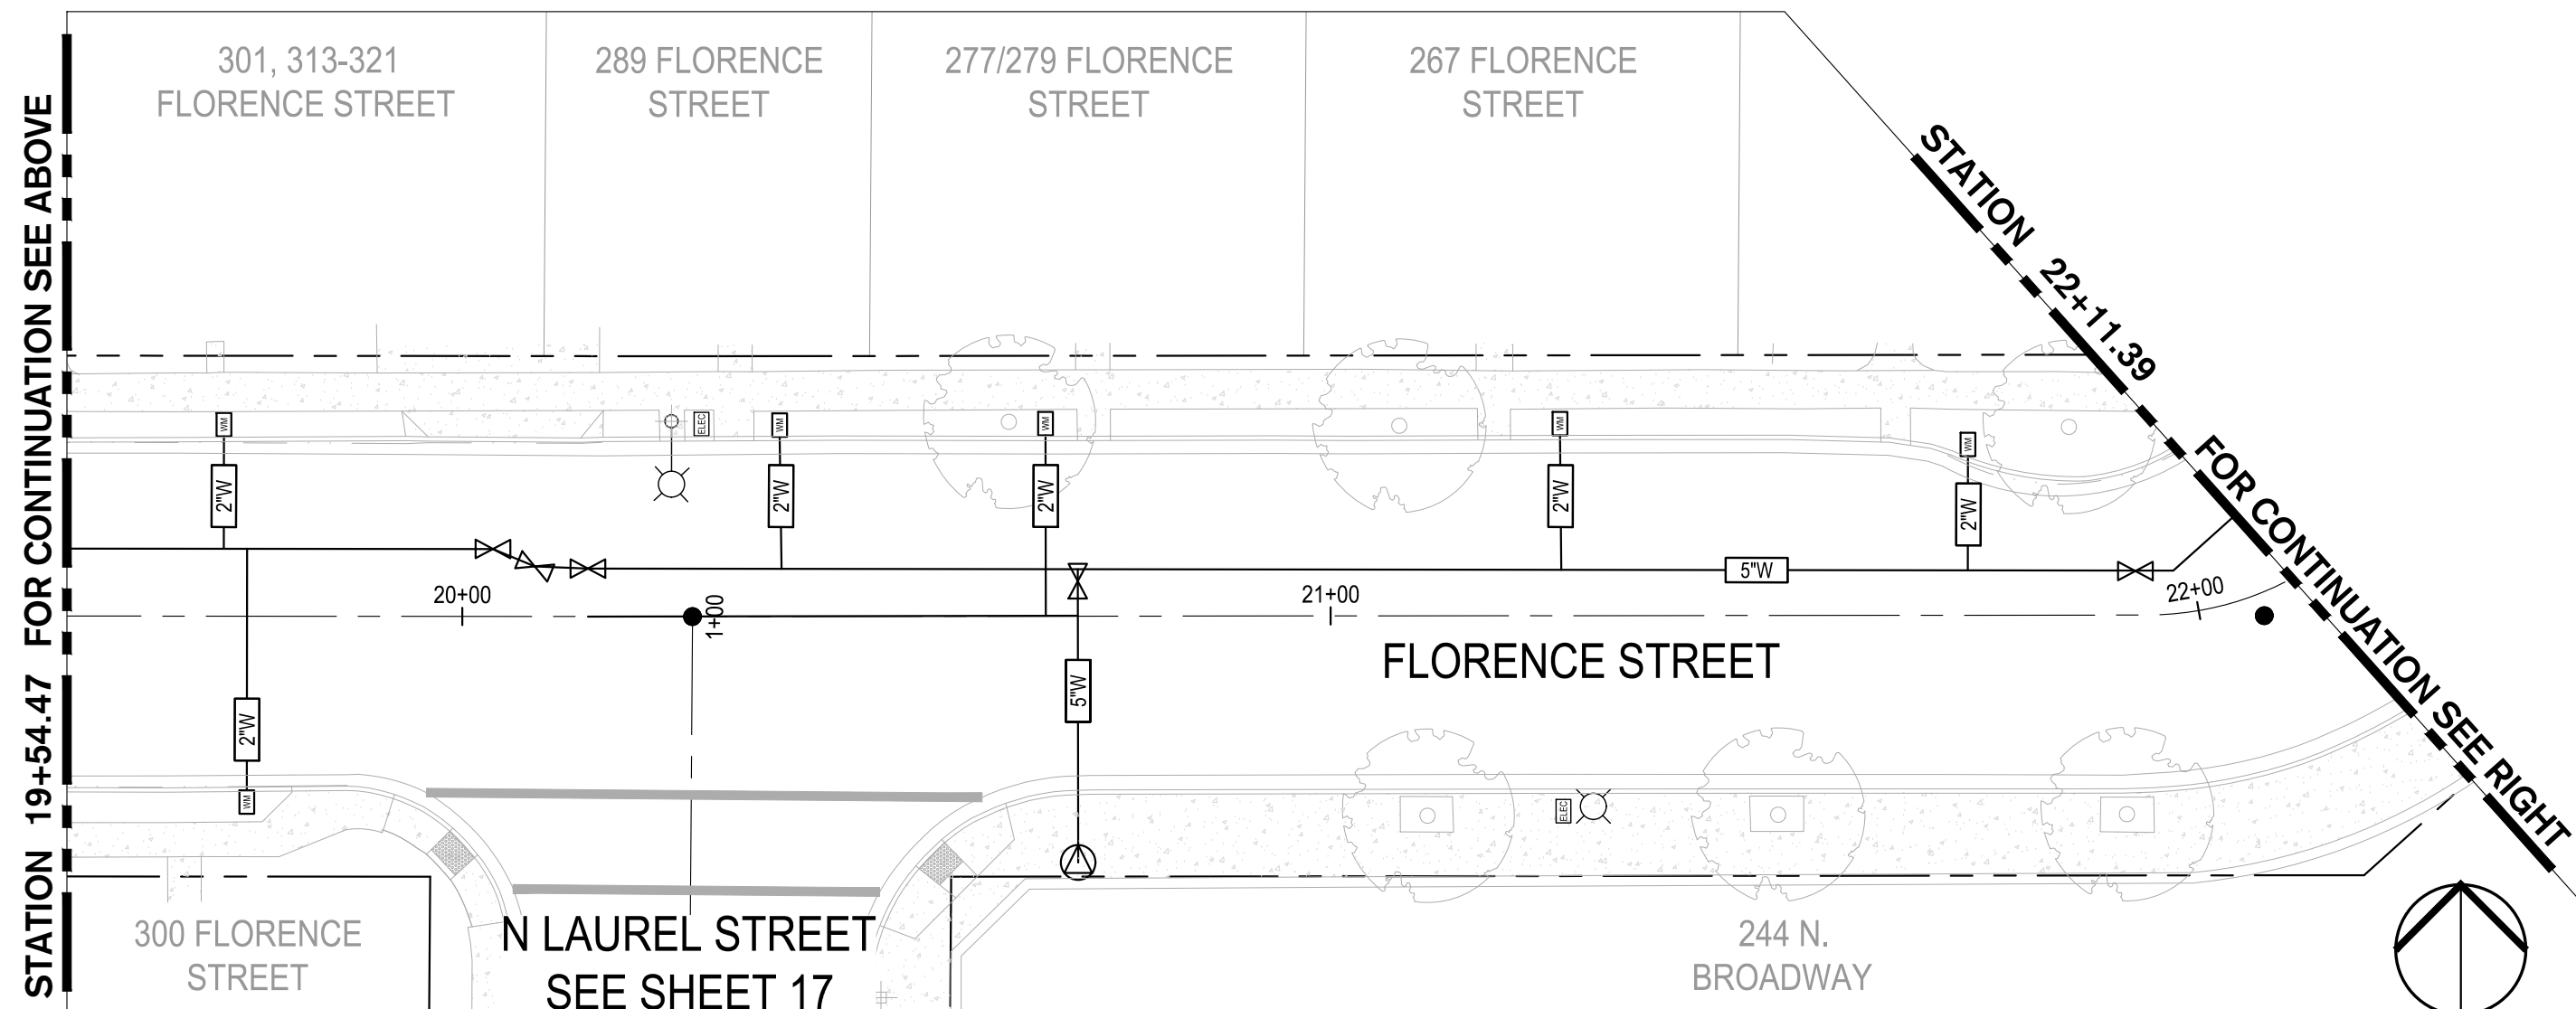 301, 313-321
FLORENCE STREET
289 FLORENCE
STREET
277/279 FLORENCE
STREET
267 FLORENCE
STREET
STATION 19+54.47 FOR CONTINUATION SEE ABOVE
STATION 22+11.39 FOR CONTINUATION SEE RIGHT
WM
ELEC
WM
WM
WM
WM
2"W
2"W
2"W
2"W
2"W
5"W
20+00
1+00
21+00
22+00
FLORENCE STREET
2"W
5"W
WM
ELEC
300 FLORENCE
STREET
N LAUREL STREET
SEE SHEET 17
244 N.
BROADWAY